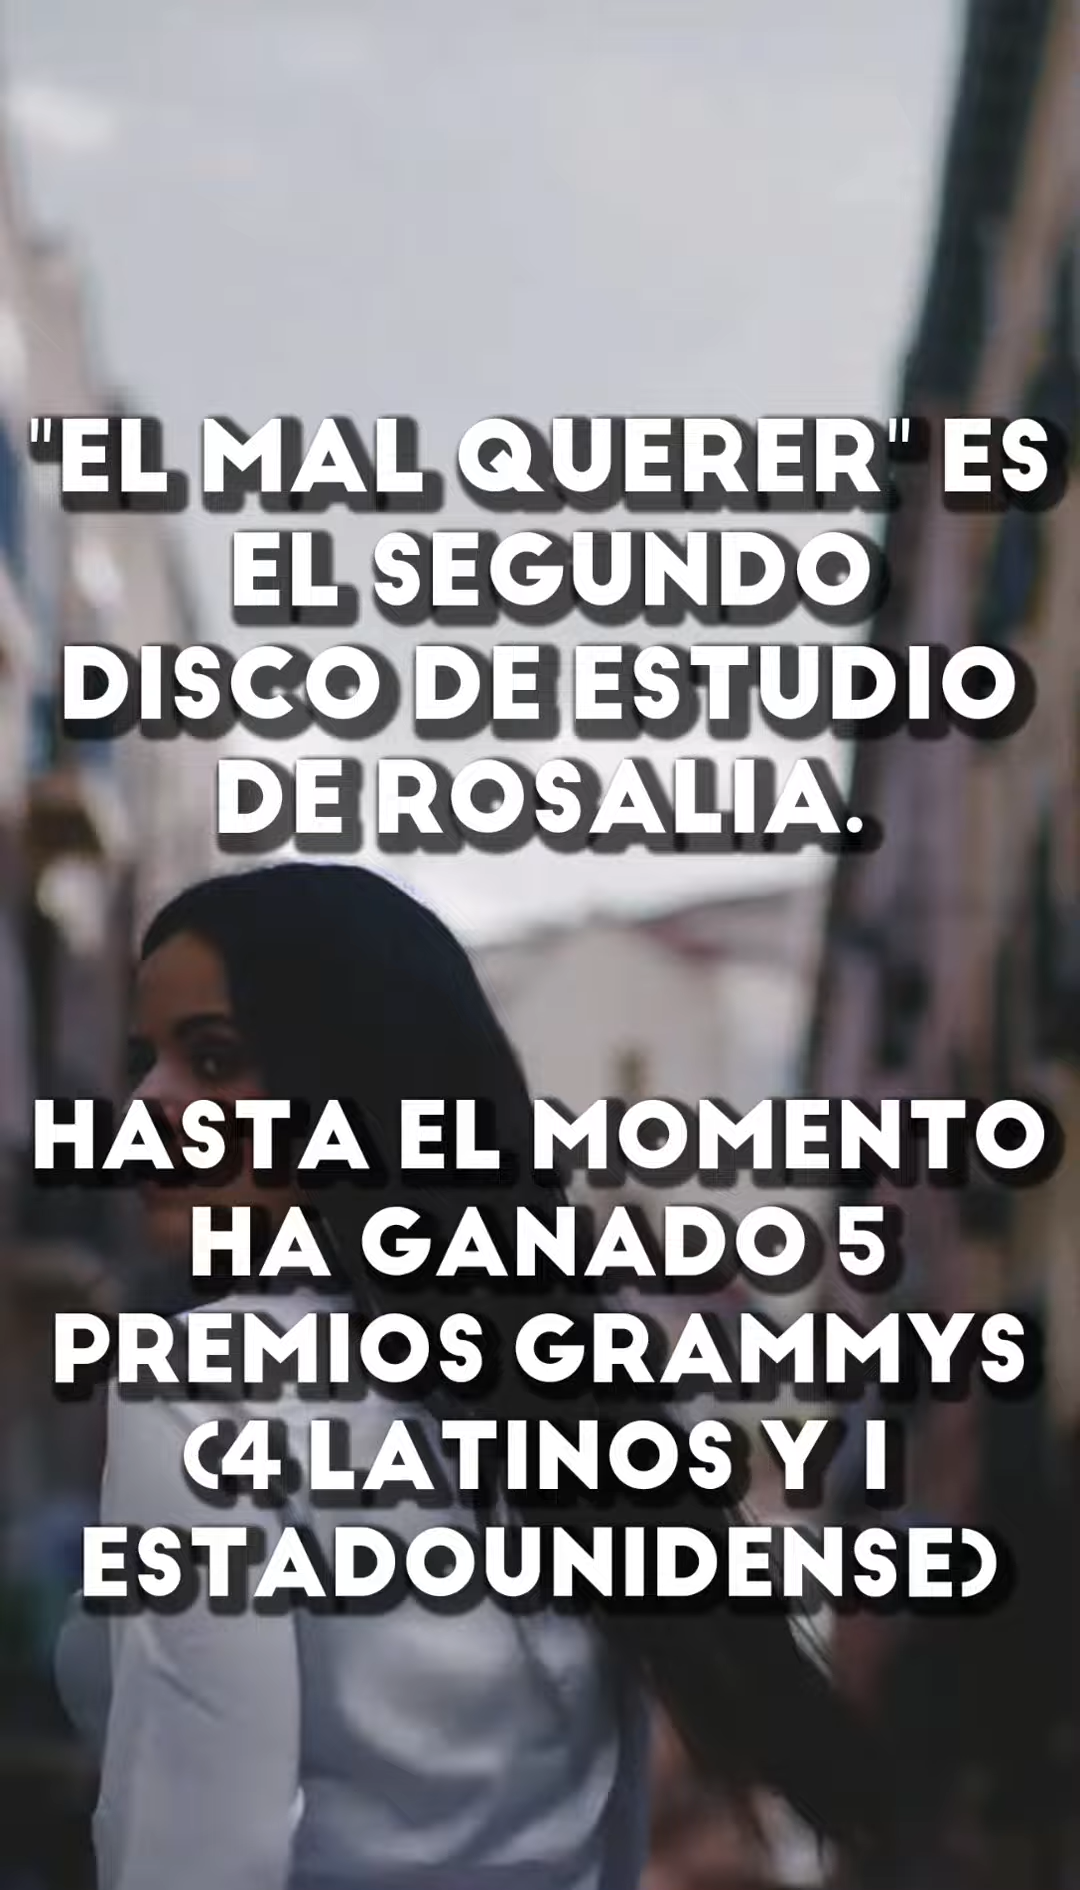 "EL MAL QUERER" ES
EL SEGUNDO
DISCO DE ESTUDIO
DE ROSALIA.
HASTA EL MOMENTO
HA GANADO 5
PREMIOS GRAMMYS
(4 LATINOS Y 1
ESTADOUNIDENSE)